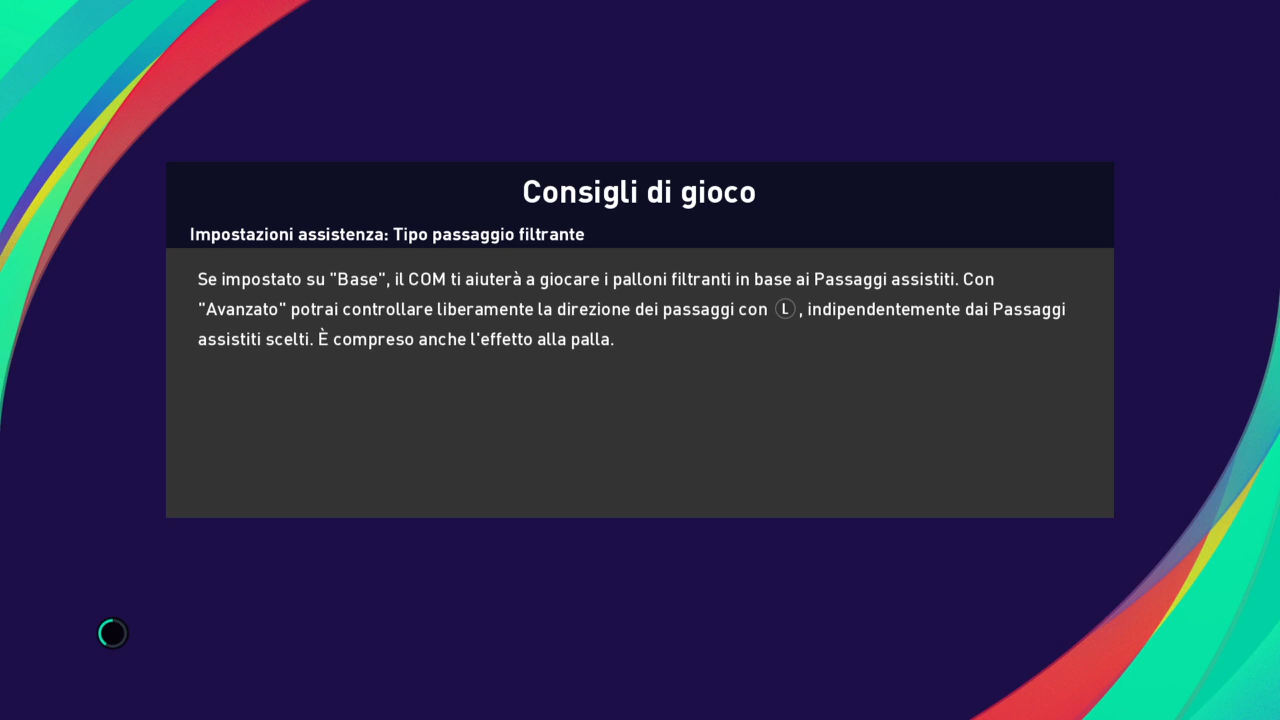 Consigli di gioco
Impostazioni assistenza: Tipo passaggio filtrante
Se impostato su "Base", il COM ti aiuterà a giocare i palloni filtranti in base ai Passaggi assistiti. Con
"Avanzato" potrai controllare liberamente la direzione dei passaggi con L, indipendentemente dai Passaggi
assistiti scelti. È compreso anche l'effetto alla palla.